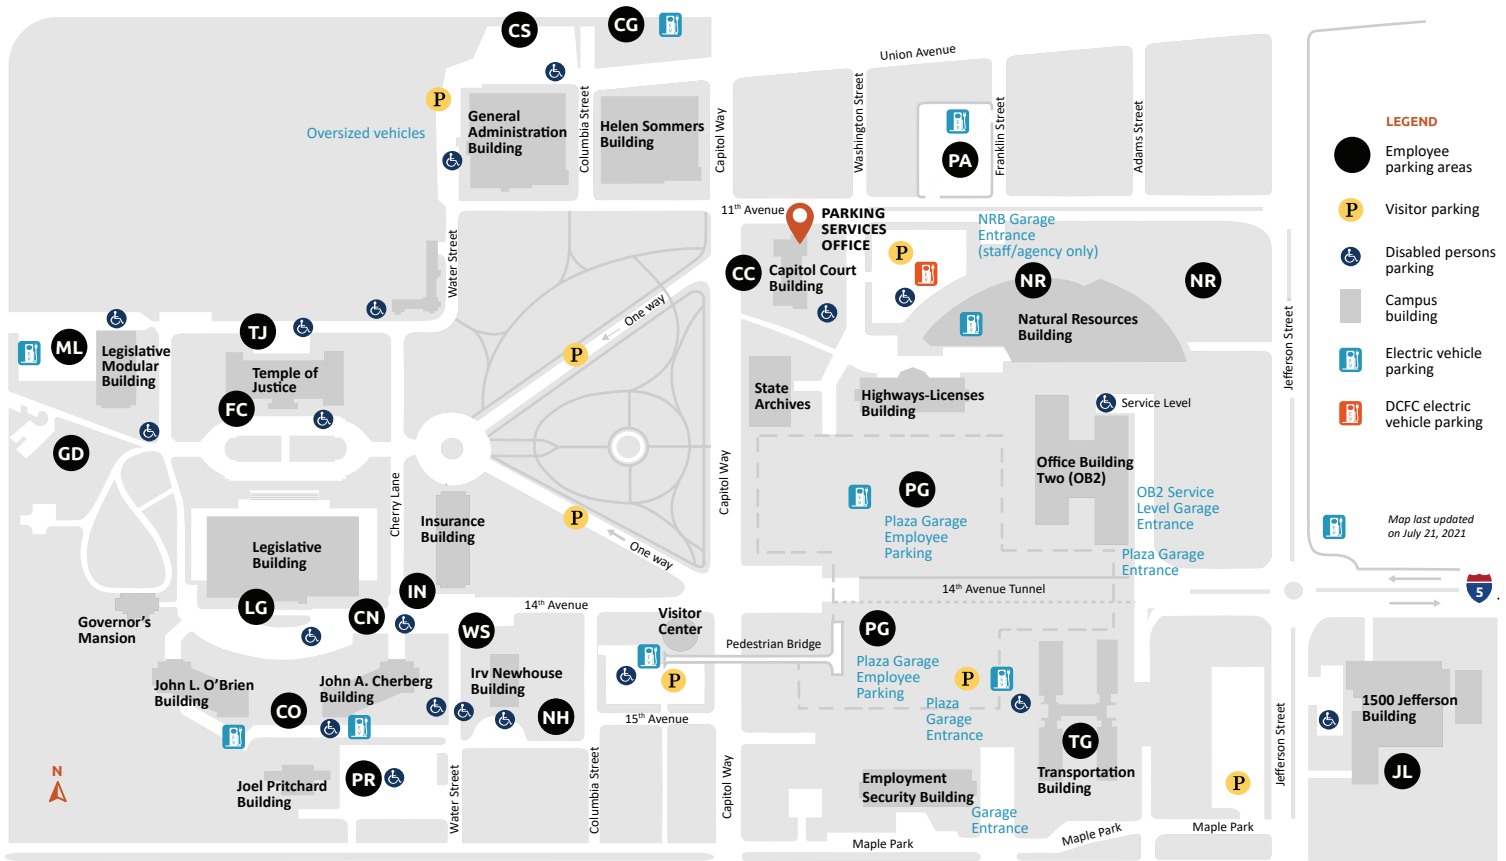 CS
CG
Union Avenue
P
Oversized vehicles
General
Administration
Building
Columbia Street
Helen Sommers
Building
Capitol Way
Washington Street
PA
Franklin Street
Adams Street
LEGEND
Employee
parking areas
P
Visitor parking
Disabled persons
parking
Campus
building
Electric vehicle
parking
DCFC electric
vehicle parking
Map last updated
on July 21, 2021
11th Avenue
PARKING
SERVICES
OFFICE
NRB Garage
Entrance
(staff/agency only)
P
CC
Capitol Court
Building
NR
NR
Natural Resources
Building
Water Street
One way
P
Jefferson Street
ML
Legislative
Modular
Building
TJ
Temple of
Justice
FC
GD
State
Archives
Highways-Licenses
Building
Service Level
Office Building
Two (OB2)
Capitol Way
PG
Plaza Garage
Employee
Parking
OB2 Service
Level Garage
Entrance
Plaza Garage
Entrance
Cherry Lane
Insurance
Building
P
One way
Legislative
Building
LG
CN
IN
Governor's
Mansion
14th Avenue
14th Avenue Tunnel
5
.
WS
Visitor
Center
Pedestrian Bridge
PG
Plaza Garage
Employee
Parking
P
Plaza
Garage
Entrance
P
15th Avenue
Irv Newhouse
Building
NH
John L. O'Brien
Building
John A. Cherberg
Building
CO
TG
Transportation
Building
1500 Jefferson
Building
JL
N
Joel Pritchard
Building
PR
Water Street
Columbia Street
Capitol Way
Employment
Security Building
Garage
Entrance
P
Jefferson Street
Maple Park
Maple Park
Maple Park